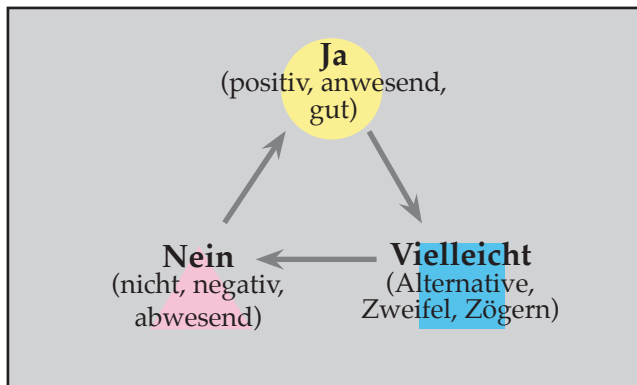 Ja
(positiv, anwesend,
gut)
Nein
(nicht, negativ,
abwesend)
Vielleicht
(Alternative,
Zweifel, Zögern)